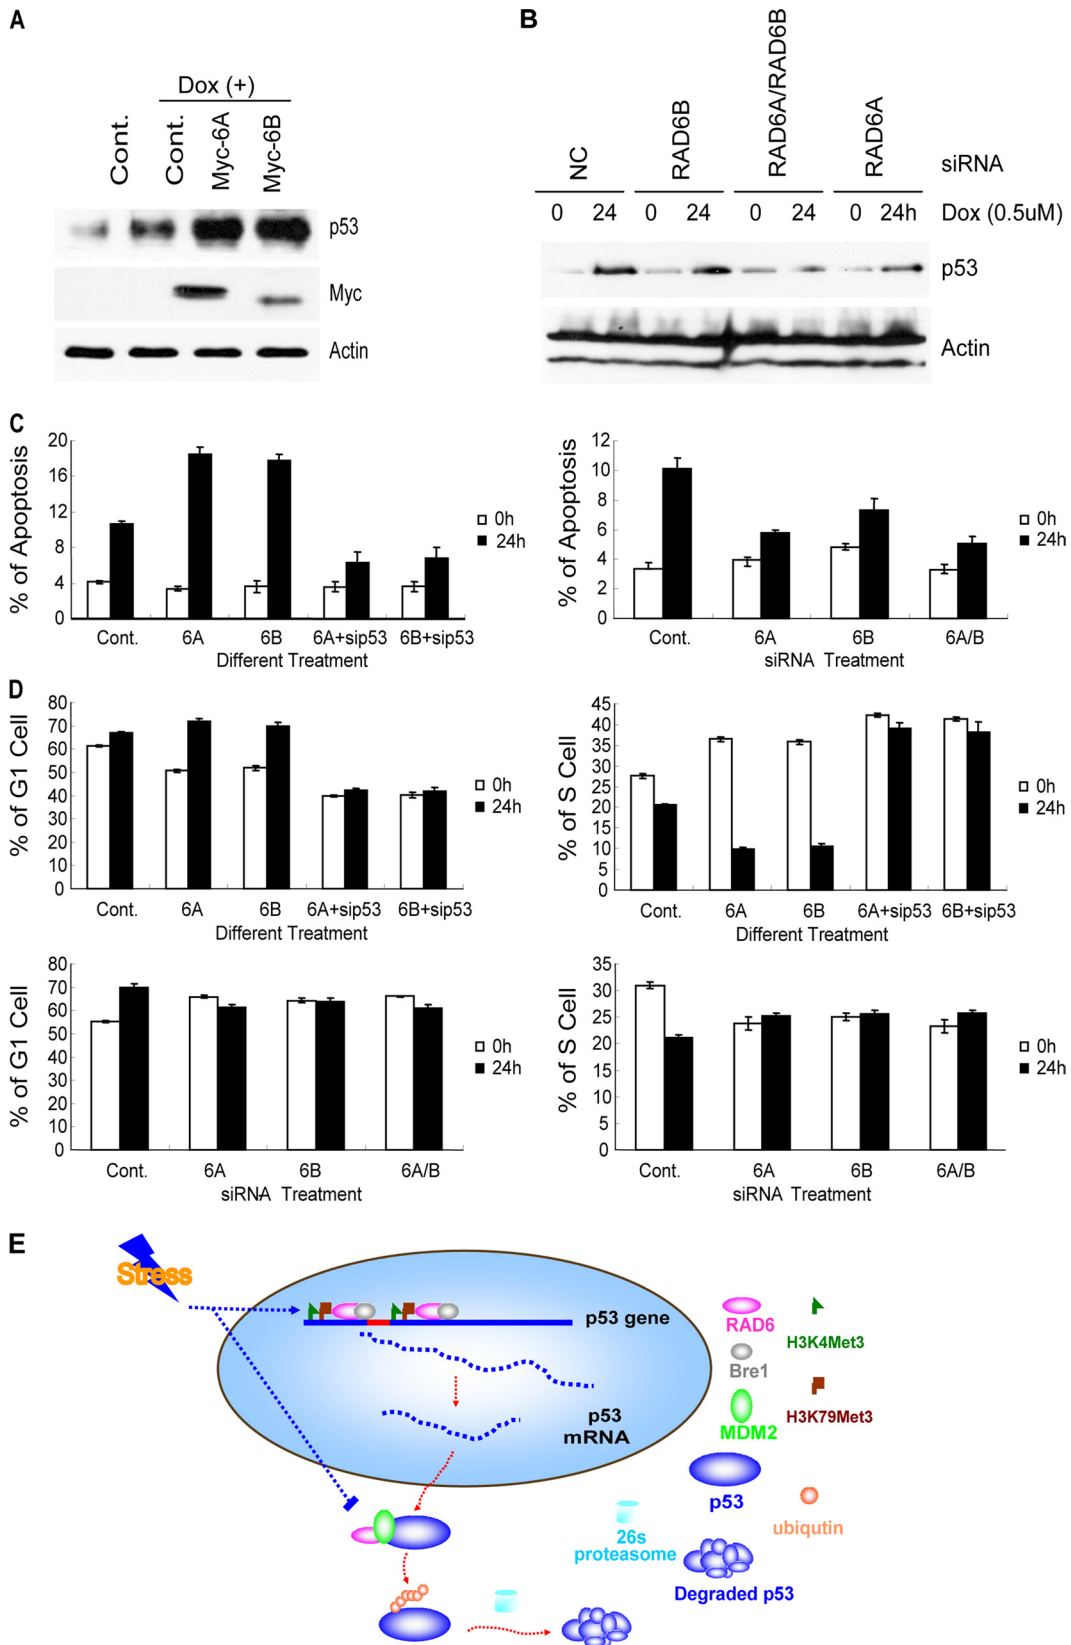 A
Dox (+)
Cont.
Cont.
Myc-6A
Myc-6B
p53
Myc
Actin
B
NC
RAD6B
RAD6A/RAD6B
RAD6A
siRNA
0 24 0 24 0 24 0 24h Dox (0.5uM)
p53
Actin
C
% of Apoptosis
20
16
12
8
4
0
Cont. 6A 6B 6A+sip53 6B+sip53
Different Treatment
0h
24h
% of Apoptosis
12
10
8
6
4
2
0
Cont. 6A 6B 6A/B
siRNA Treatment
0h
24h
D
% of G1 Cell
80
70
60
50
40
30
20
10
0
Cont. 6A 6B 6A+sip53 6B+sip53
Different Treatment
0h
24h
% of S Cell
45
40
35
30
25
20
15
10
5
0
Cont. 6A 6B 6A+sip53 6B+sip53
Different Treatment
0h
24h
% of G1 Cell
80
70
60
50
40
30
20
10
0
Cont. 6A 6B 6A/B
siRNA Treatment
0h
24h
% of S Cell
35
30
25
20
15
10
5
0
Cont. 6A 6B 6A/B
siRNA Treatment
0h
24h
E
Stress
p53 gene
p53
mRNA
RAD6
H3K4Met3
Bre1
H3K79Met3
MDM2
p53
ubiqutin
26s
proteasome
Degraded p53